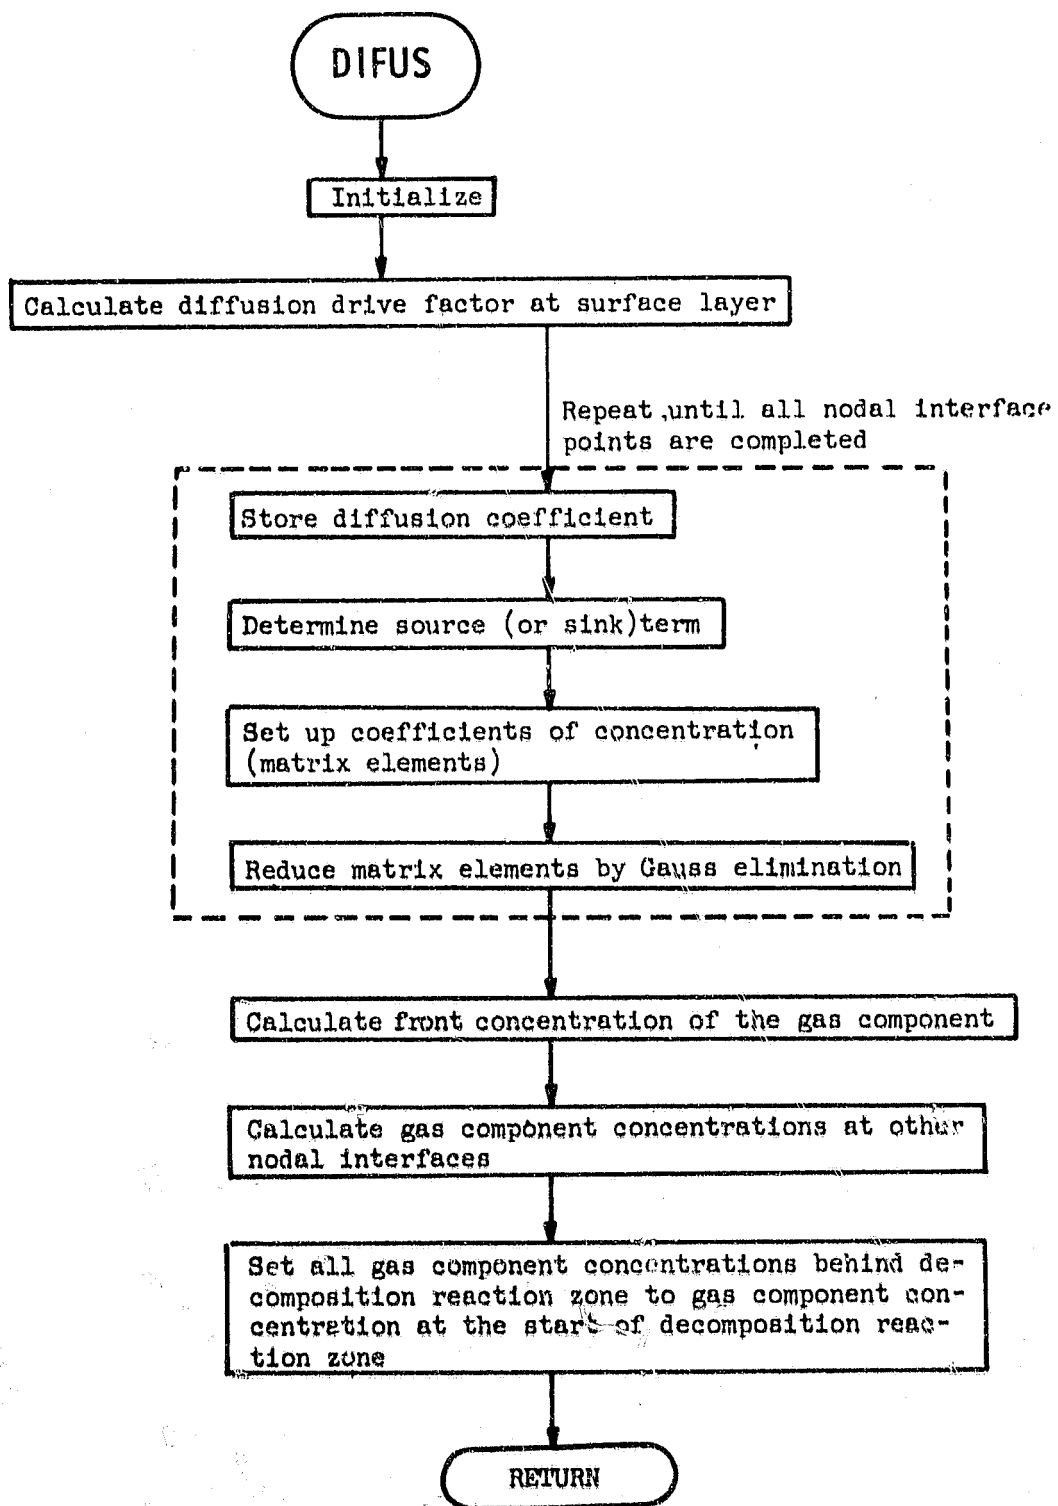 DIFUS
Initialize
Calculate diffusion drive factor at surface layer
Repeat until all nodal interface
points are completed
Store diffusion coefficient
Determine source (or sink)term
Set up coefficients of concentration
(matrix elements)
Reduce matrix elements by Gauss elimination
Calculate front concentration of the gas component
Calculate gas component concentrations at other
nodal interfaces
Set all gas component concentrations behind de-
composition reaction zone to gas component con-
centration at the start of decomposition reac-
tion zone
RETURN